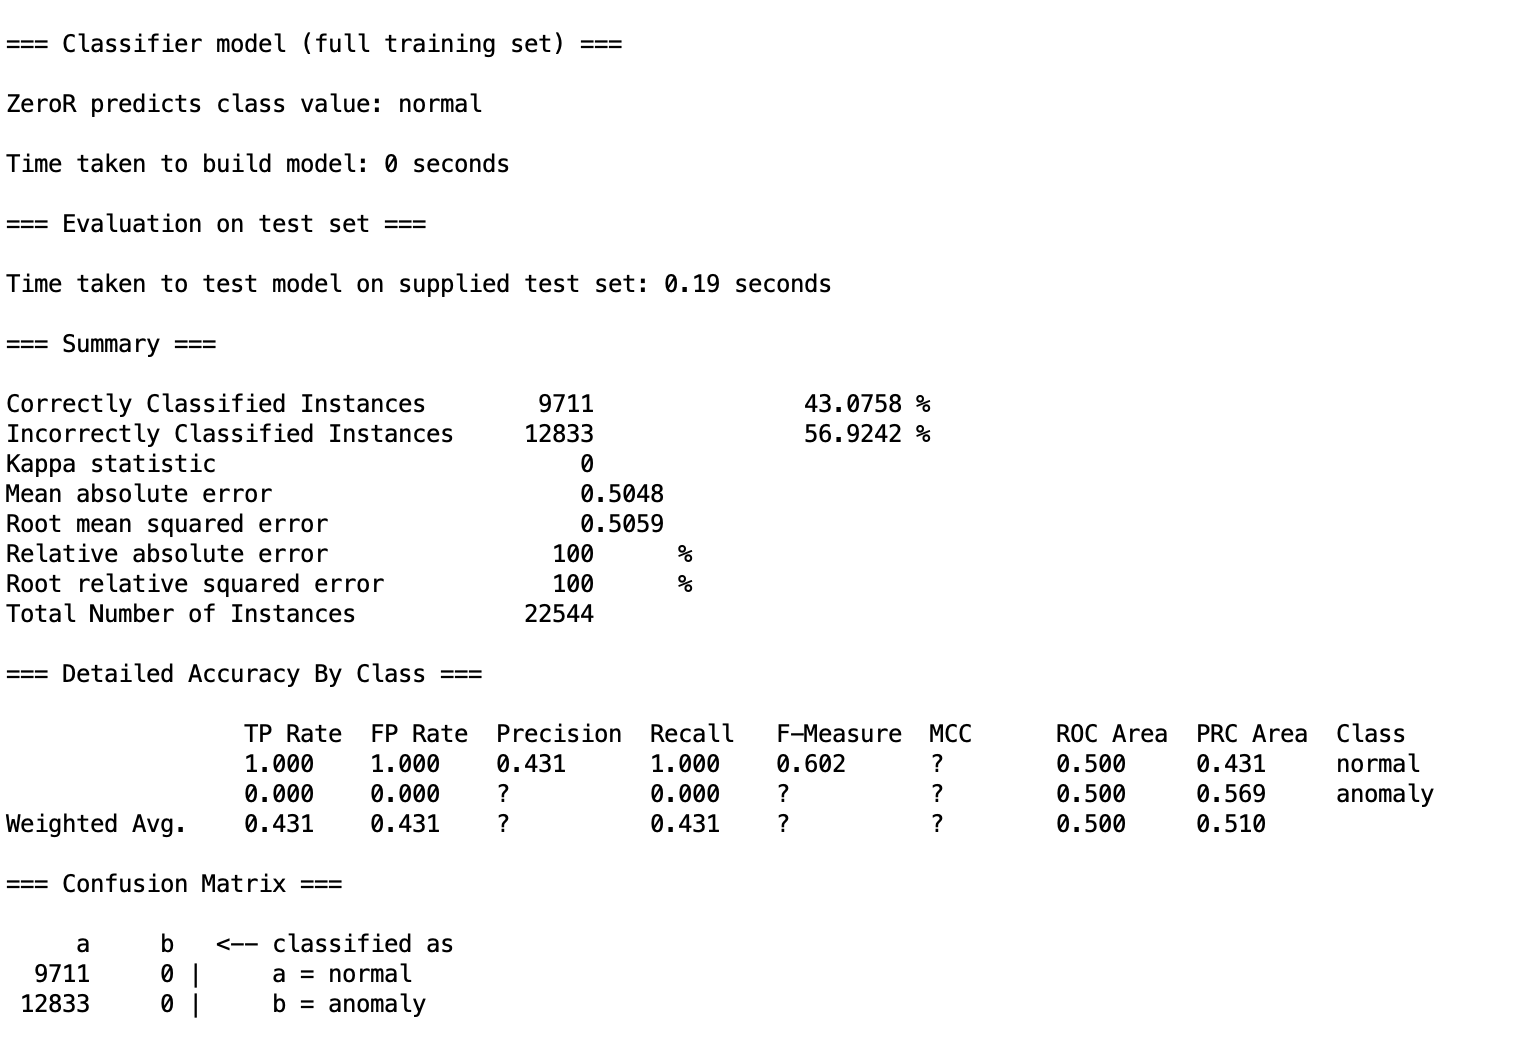 === Classifier model (full training set) ===
ZeroR predicts class value: normal
Time taken to build model: 0 seconds
=== Evaluation on test set ===
Time taken to test model on supplied test set: 0.19 seconds
=== Summary ===
Correctly Classified Instances        9711               43.0758 %
Incorrectly Classified Instances     12833               56.9242 %
Kappa statistic                          0
Mean absolute error                      0.5048
Root mean squared error                  0.5059
Relative absolute error                100      %
Root relative squared error            100      %
Total Number of Instances            22544
=== Detailed Accuracy By Class ===
                 TP Rate  FP Rate  Precision  Recall   F-Measure  MCC      ROC Area  PRC Area  Class
                 1.000    1.000    0.431      1.000    0.602      ?        0.500     0.431     normal
                 0.000    0.000    ?          0.000    ?          ?        0.500     0.569     anomaly
Weighted Avg.    0.431    0.431    ?          0.431    ?          ?        0.500     0.510
=== Confusion Matrix ===
     a     b   <-- classified as
  9711     0 |     a = normal
 12833     0 |     b = anomaly